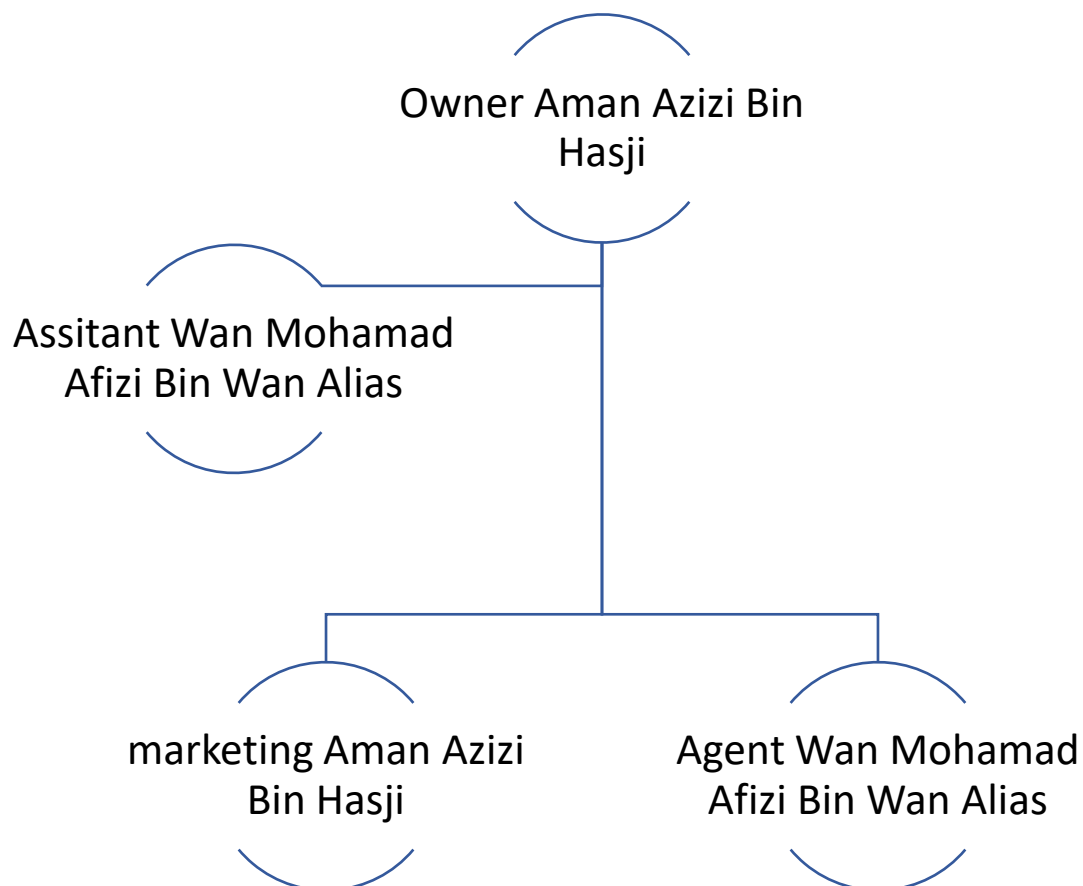 Owner Aman Azizi Bin
Hasji
Assitant Wan Mohamad
Afizi Bin Wan Alias
marketing Aman Azizi
Bin Hasji
Agent Wan Mohamad
Afizi Bin Wan Alias